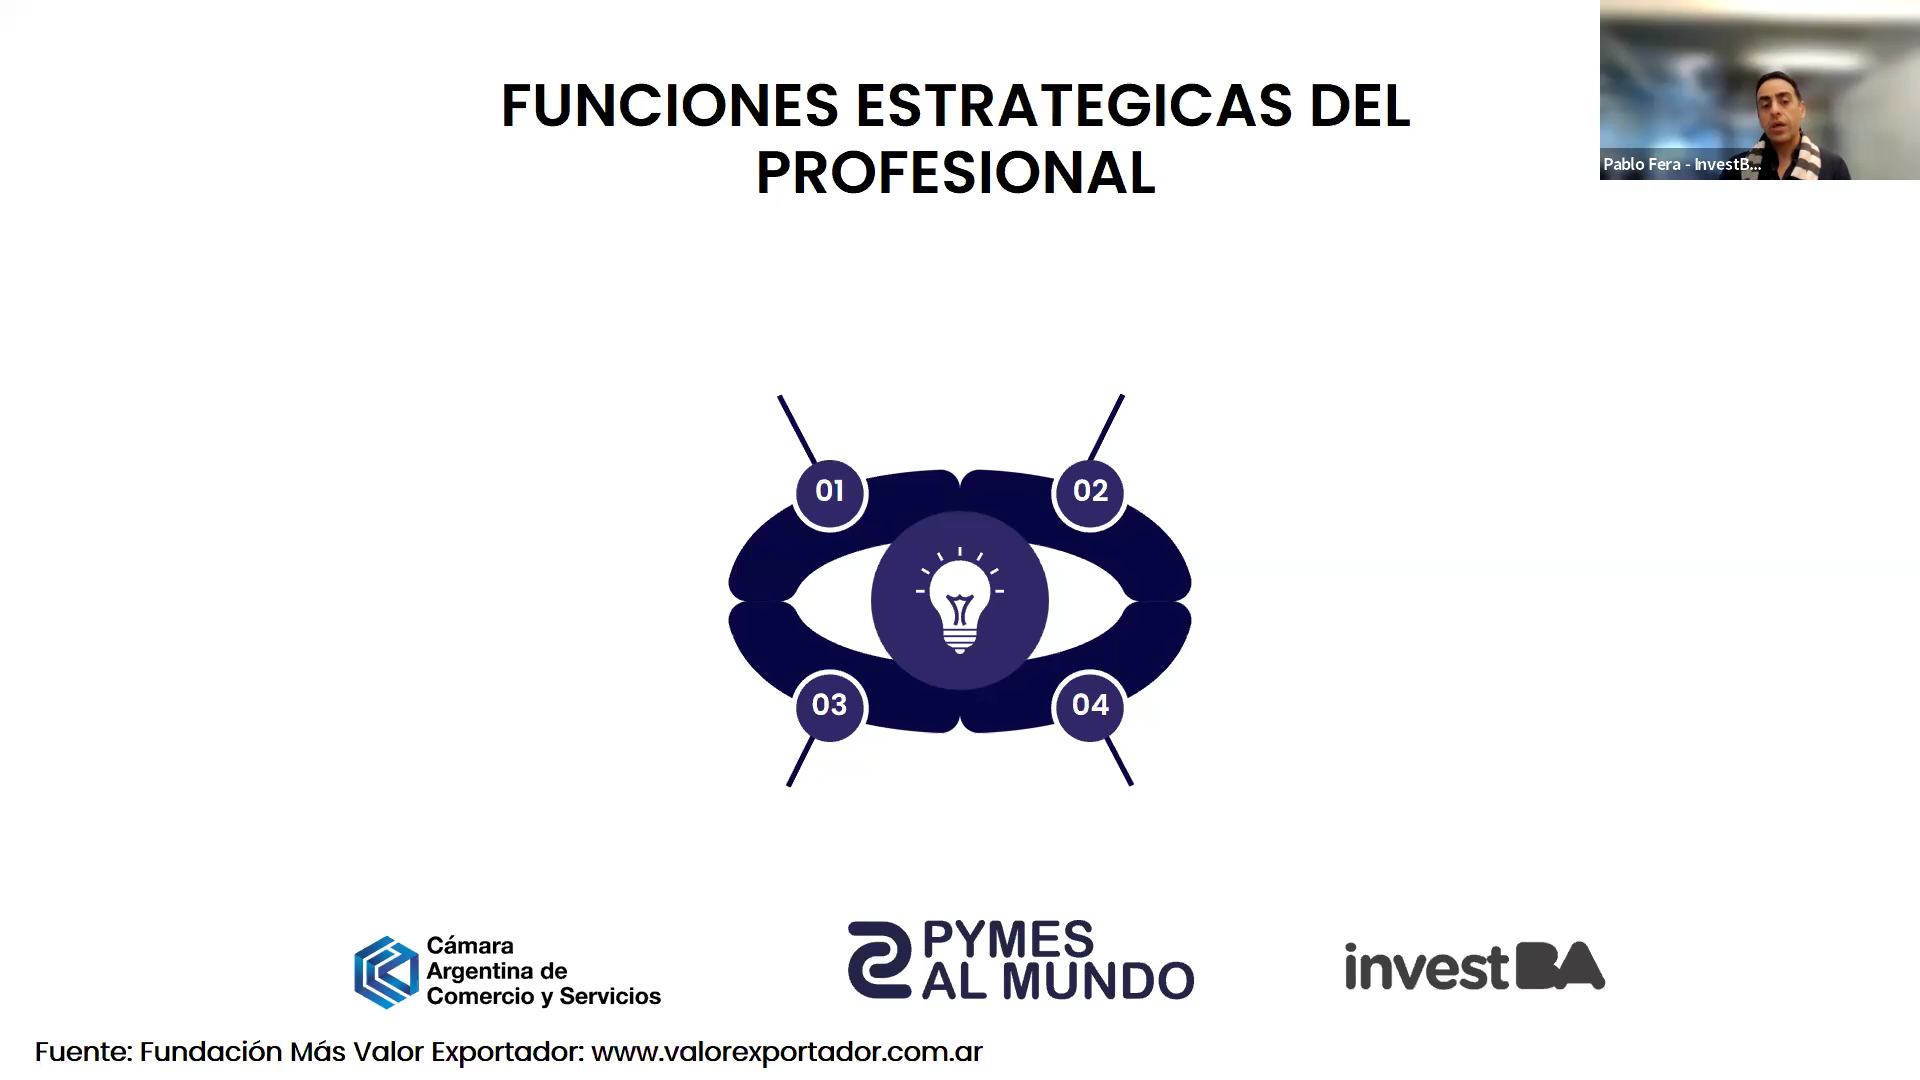 FUNCIONES ESTRATEGICAS DEL
PROFESIONAL
Pablo Fera - InvestB...
01
02
03
04
Cámara
Argentina de
Comercio y Servicios
PYMES
AL MUNDO
investBA
Fuente: Fundación Más Valor Exportador: www.valorexportador.com.ar